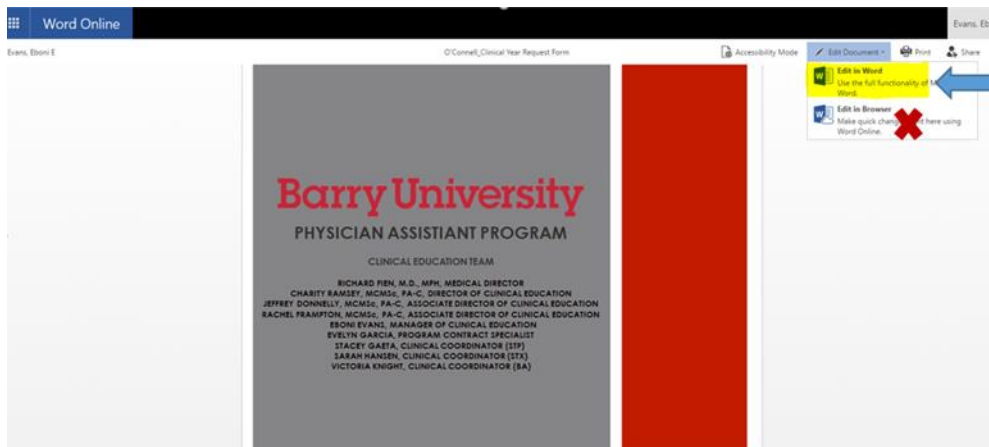 Word Online
Evans, Eb
Evans, Eboni E
O'Connell_Clinical Year Request Form
Accessibility Mode
Edit Document
Print
Share
Edit in Word
Use the full functionality of M
Word.
Edit in Browser
Make quick chan here using
Word Online.
Barry University
PHYSICIAN ASSISTIANT PROGRAM
CLINICAL EDUCATION TEAM
RICHARD FIEN, M.D., MPH, MEDICAL DIRECTOR
CHARITY RAMSEY, MCMSc, PA-C, DIRECTOR OF CLINICAL EDUCATION
JEFFREY DONNELLY, MCMSc, PA-C, ASSOCIATE DIRECTOR OF CLINICAL EDUCATION
RACHEL FRAMPTON, MCMSc, PA-C, ASSOCIATE DIRECTOR OF CLINICAL EDUCATION
EBONI EVANS, MANAGER OF CLINICAL EDUCATION
EVELYN GARCIA, PROGRAM CONTRACT SPECIALIST
STACEY GAETA, CLINICAL COORDINATOR (STP)
SARAH HANSEN, CLINICAL COORDINATOR (STX)
VICTORIA KNIGHT, CLINICAL COORDINATOR (BA)